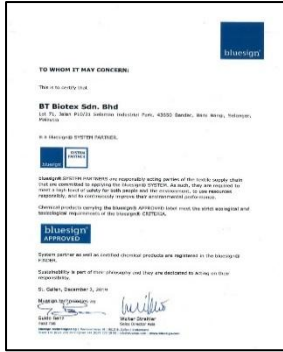 bluesign®
TO WHOM IT MAY CONCERN:
This is to certify that
BT Biotex Sdn. Bhd
Malaysia
is a bluesign® SYSTEM PARTNER.
bluesign®
SYSTEM
PARTNER
bluesign® SYSTEM PARTNERS are responsibly acting parties of the textile supply chain
that are committed to applying the bluesign® SYSTEM. As such, they are required to
meet a high level of safety for both people and the environment, to use resources
responsibly, and to continuously improve their environmental performance.
Chemical products carrying the bluesign® APPROVED label meet the strict ecological and
toxicological requirements of the bluesign® CRITERIA.
bluesign®
APPROVED
System partner as well as certified chemical products are registered in the bluesign®
Sustainability is part of their philosophy and they are dedicated to acting on their
responsibility.
St. Gallen, December 3, 2019
bluesign technologies ag